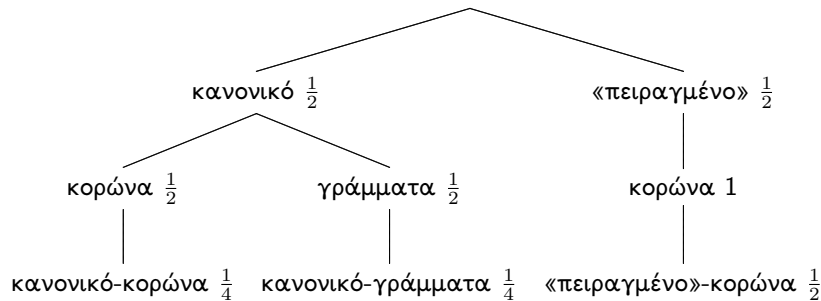 κανονικό 1/2 «πειραγμένο» 1/2
κορώνα 1/2 γράμματα 1/2 κορώνα 1
κανονικό-κορώνα 1/4 κανονικό-γράμματα 1/4 «πειραγμένο»-κορώνα 1/2